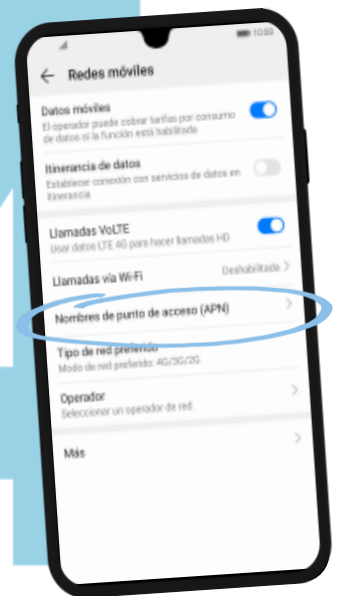 10:00
Redes móviles
Datos móviles
El operador puede cobrar tarifas por consumo
de datos si la función está habilitada
Itinerancia de datos
Establecer conexión con servicios de datos en
itinerancia
Llamadas VoLTE
Usar datos LTE 4G para hacer llamadas HD
Llamadas vía Wi-Fi
Deshabilitada
Nombres de punto de acceso (APN)
Tipo de red preferido
Modo de red preferido: 4G/3G/2G
Operador
Seleccionar un operador de red
Más